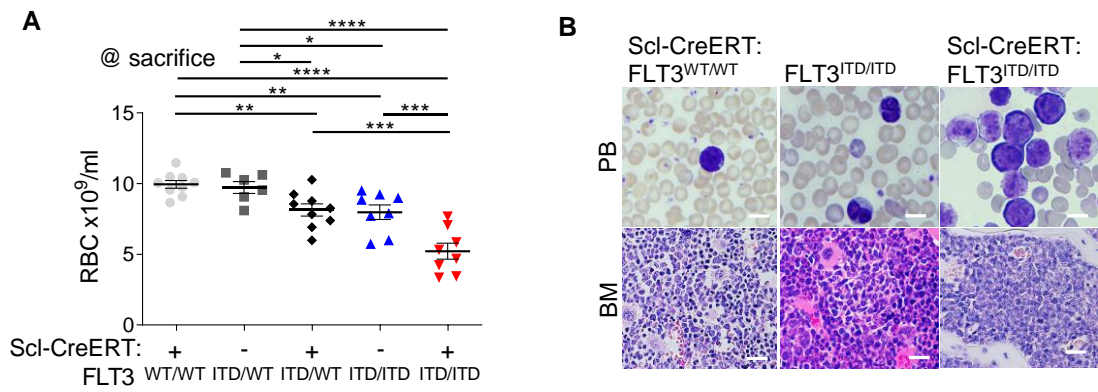 A
****
*
@ sacrifice
*
****
**
***
**
***
15
10
5
0
RBC x10⁹/ml
Scl-CreERT: + - + - +
FLT3 WT/WT ITD/WT ITD/WT ITD/ITD ITD/ITD
B
Scl-CreERT:
FLT3WT/WT
FLT3ITD/ITD
Scl-CreERT:
FLT3ITD/ITD
PB
BM